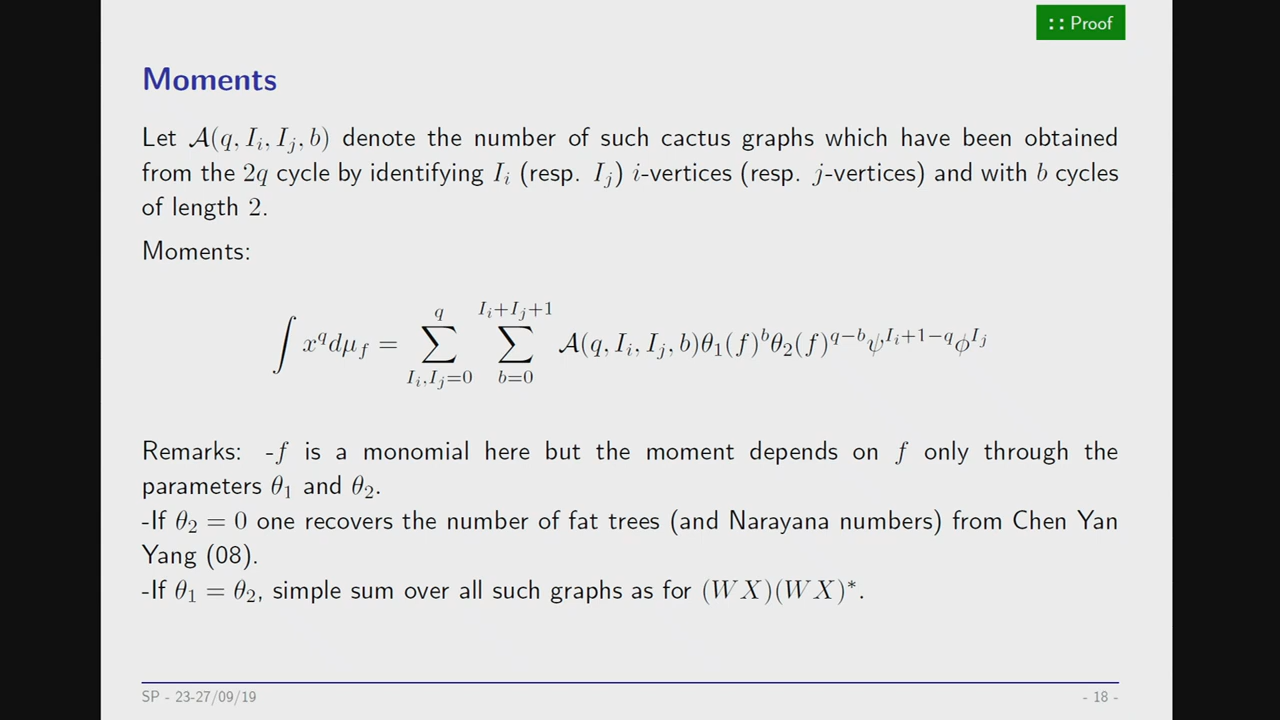 :: Proof
Moments
Let 𝒜(q, I_i, I_j, b) denote the number of such cactus graphs which have been obtained
from the 2q cycle by identifying I_i (resp. I_j) i-vertices (resp. j-vertices) and with b cycles
of length 2.
Moments:
∫ x^q dμ_f = ∑_{I_i,I_j=0}^{q} ∑_{b=0}^{I_i+I_j+1} 𝒜(q, I_i, I_j, b)θ_1(f)^b θ_2(f)^{q−b} ψ^{I_i+1−q} ϕ^{I_j}
Remarks: -f is a monomial here but the moment depends on f only through the
parameters θ_1 and θ_2.
-If θ_2 = 0 one recovers the number of fat trees (and Narayana numbers) from Chen Yan
Yang (08).
-If θ_1 = θ_2, simple sum over all such graphs as for (WX)(WX)*.
SP - 23-27/09/19
- 18 -